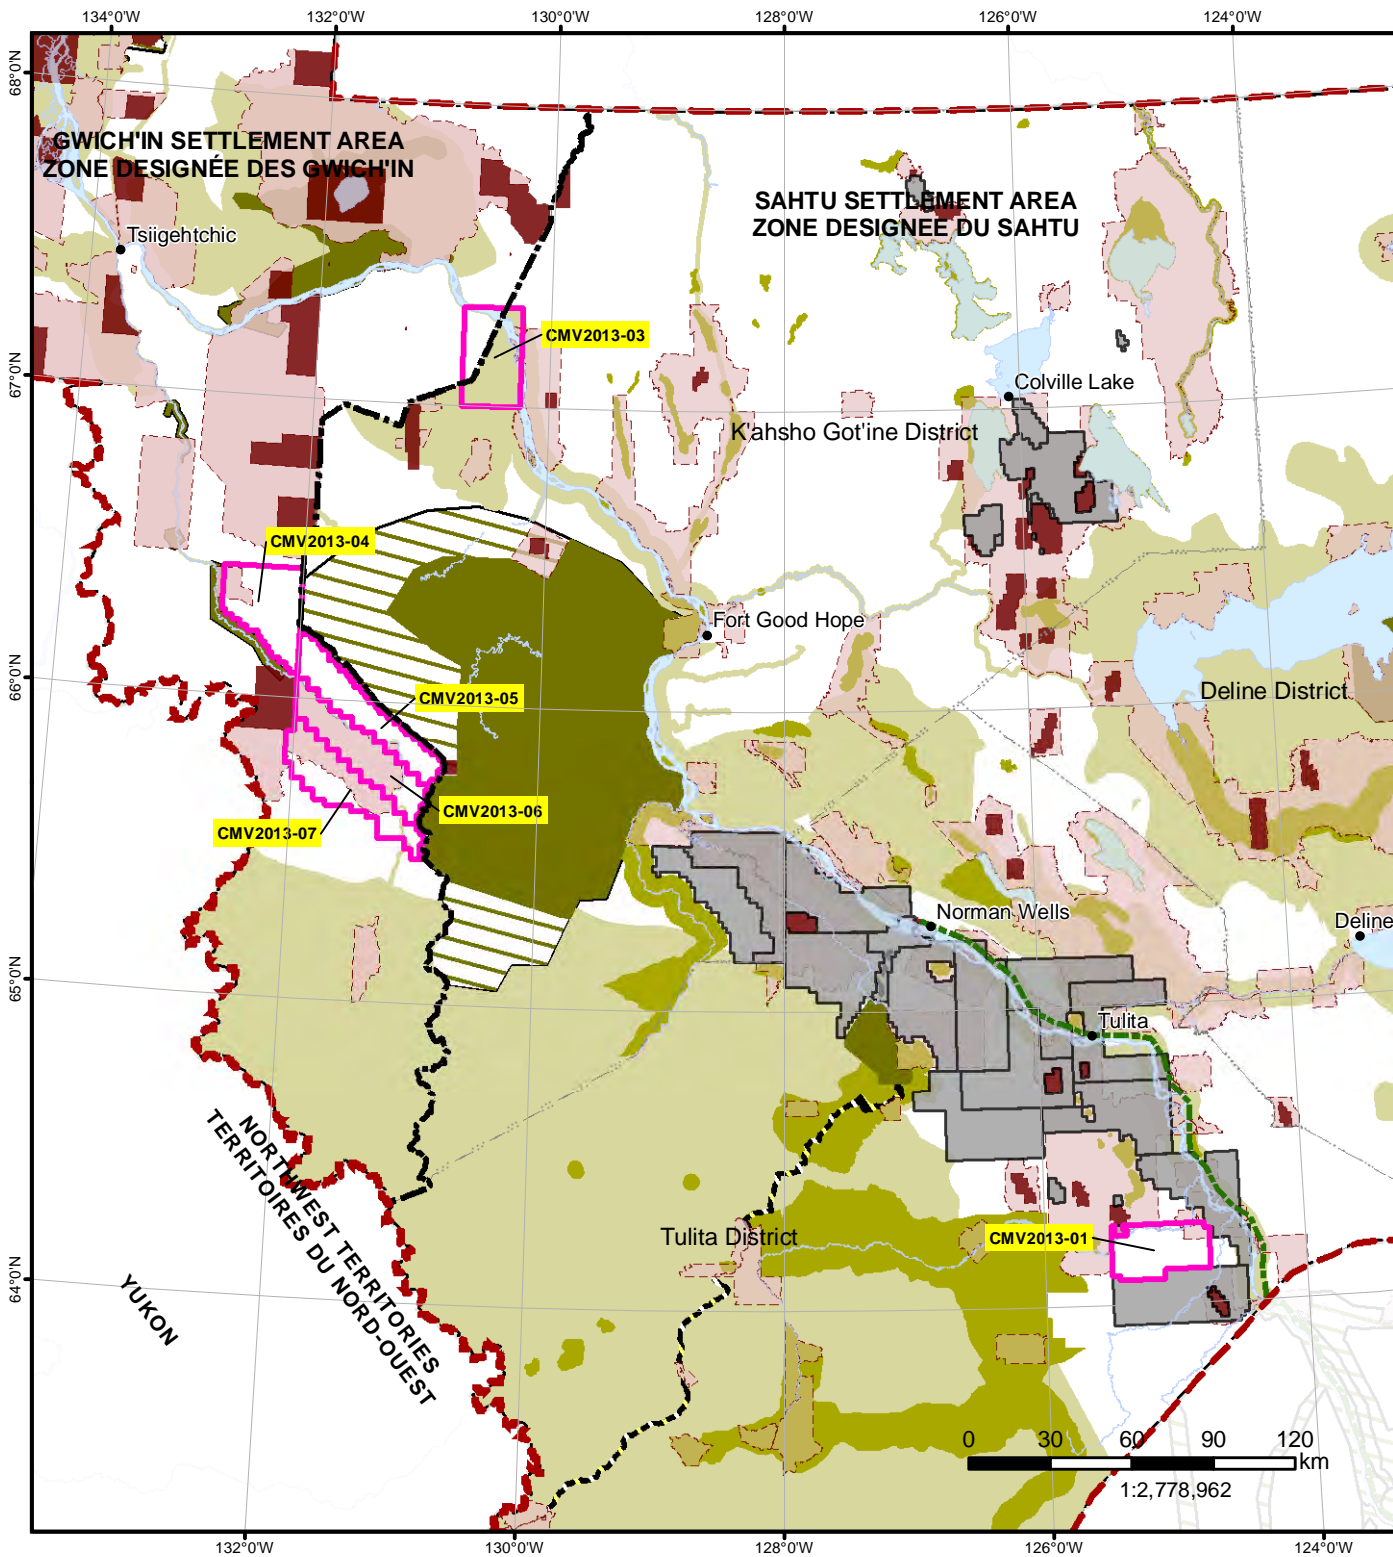 134°0'W
132°0'W
130°0'W
128°0'W
126°0'W
124°0'W
68°0'N
GWICH'IN SETTLEMENT AREA
ZONE DESIGNÉE DES GWICH'IN
SAHTU SETTLEMENT AREA
ZONE DESIGNEE DU SAHTU
Tsiigehtchic
CMV2013-03
67°0'N
Colville Lake
K'ahsho Got'ine District
CMV2013-04
Fort Good Hope
66°0'N
CMV2013-05
Deline District
CMV2013-06
CMV2013-07
Norman Wells
Deline
65°0'N
Tulita
NORTHWEST TERRITORIES
TERRITOIRES DU NORD-OUEST
Tulita District
CMV2013-01
64°0'N
YUKON
0 30 60 90 120
km
1:2,778,962
132°0'W
130°0'W
128°0'W
126°0'W
124°0'W